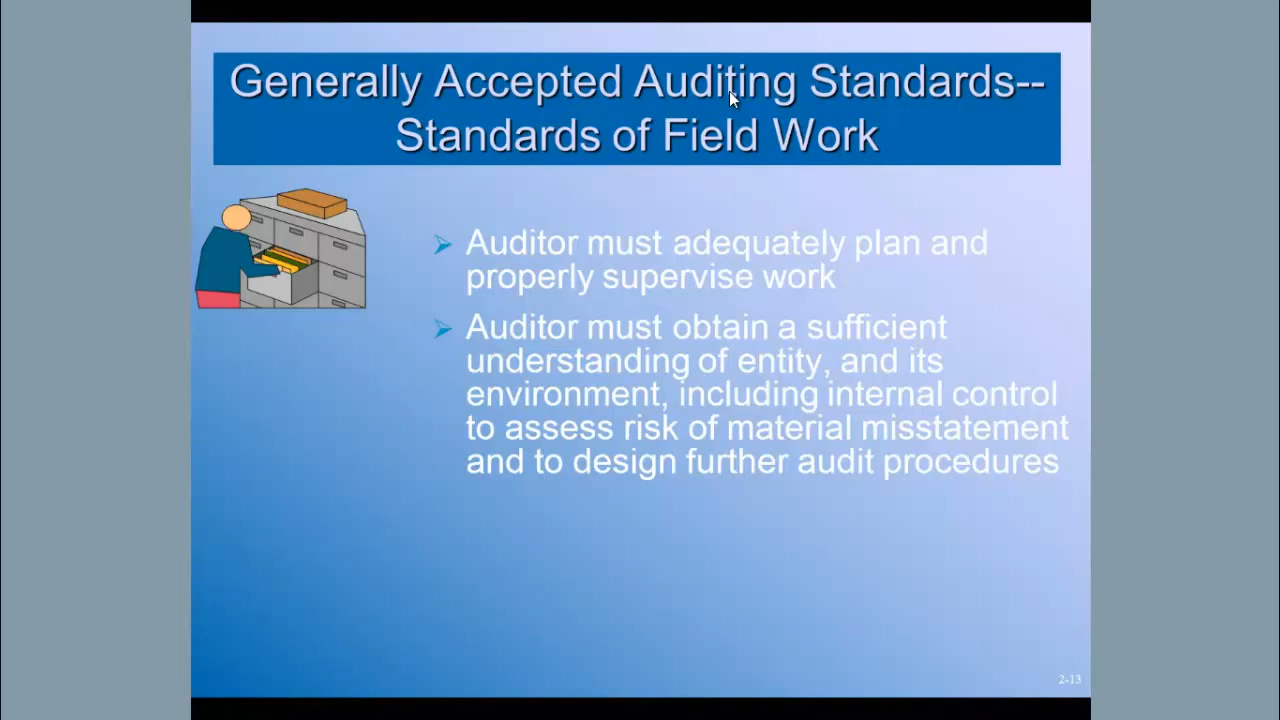 Generally Accepted Auditing Standards--
Standards of Field Work
Auditor must adequately plan and
properly supervise work
Auditor must obtain a sufficient
understanding of entity, and its
environment, including internal control
to assess risk of material misstatement
and to design further audit procedures
2-13